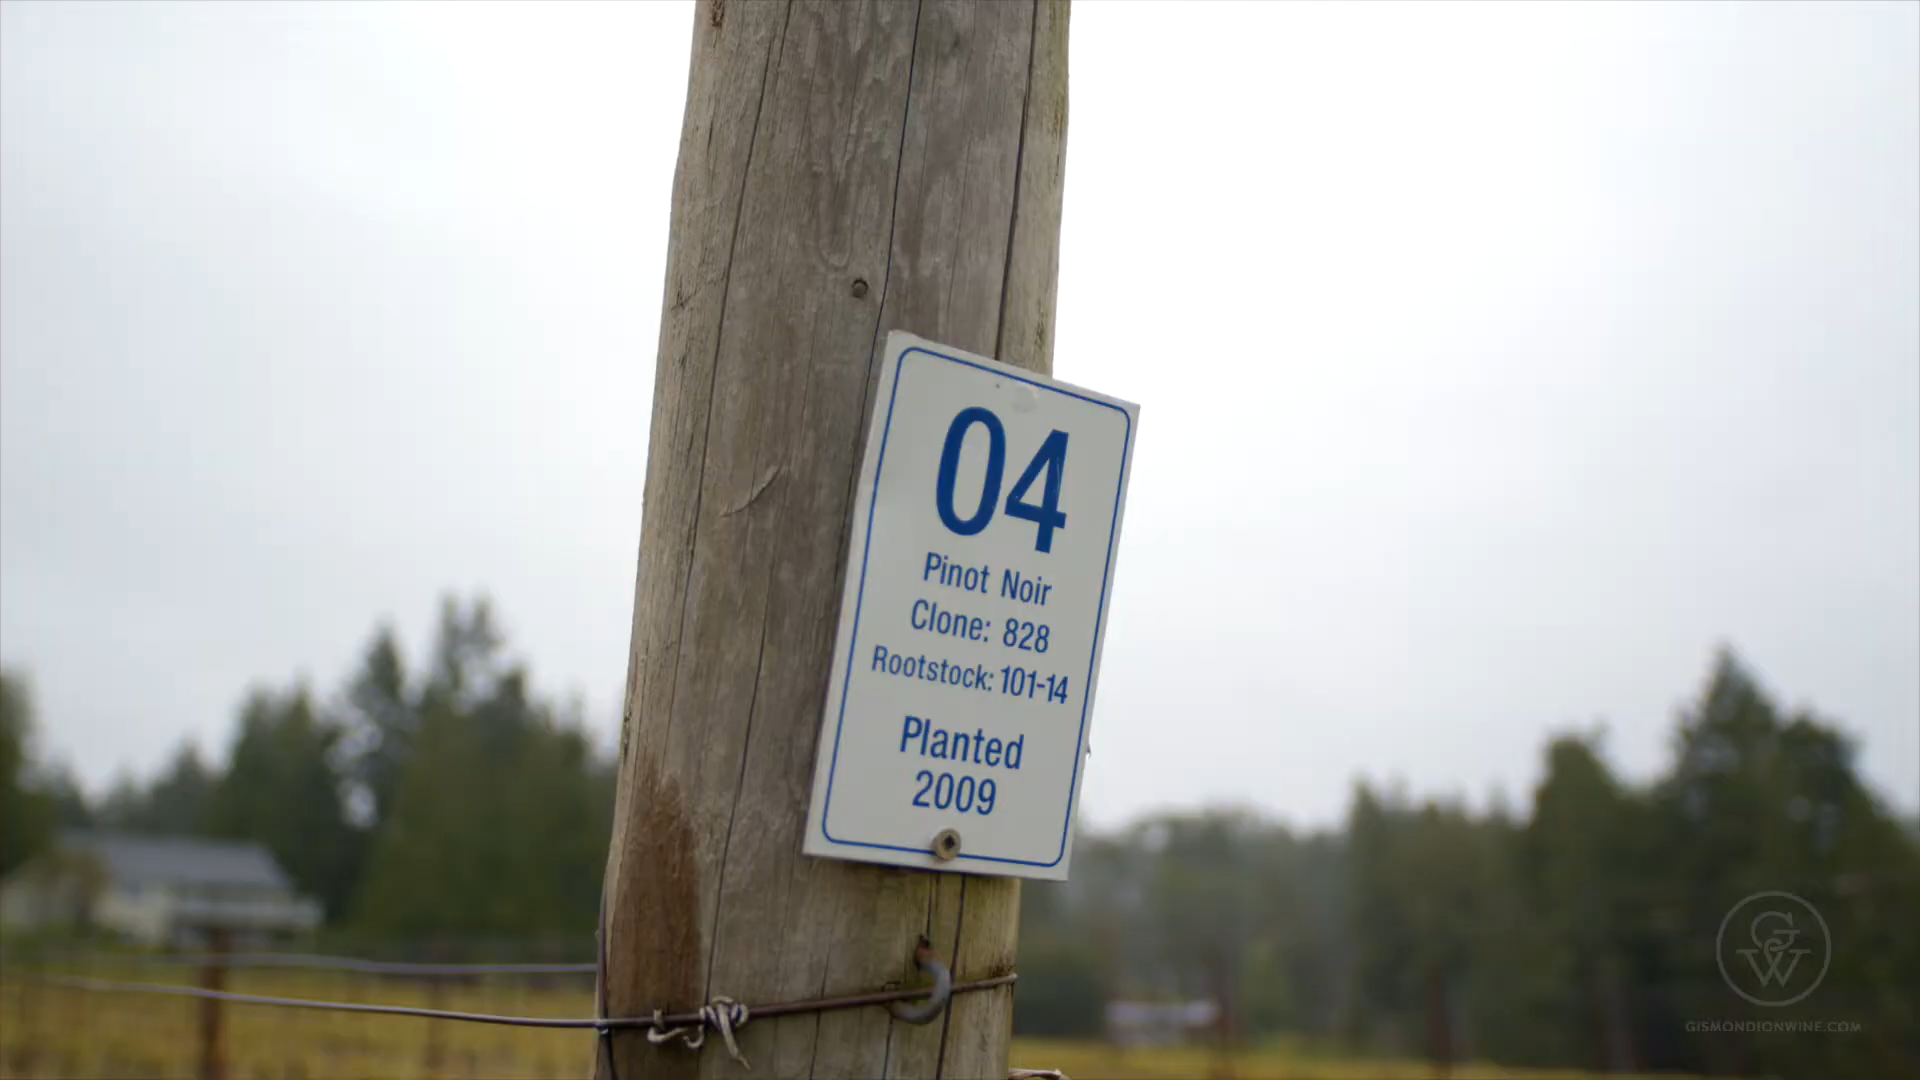 04
Pinot Noir
Clone: 828
Rootstock: 101-14
Planted
2009
GW
GISMONDIONWINE.COM